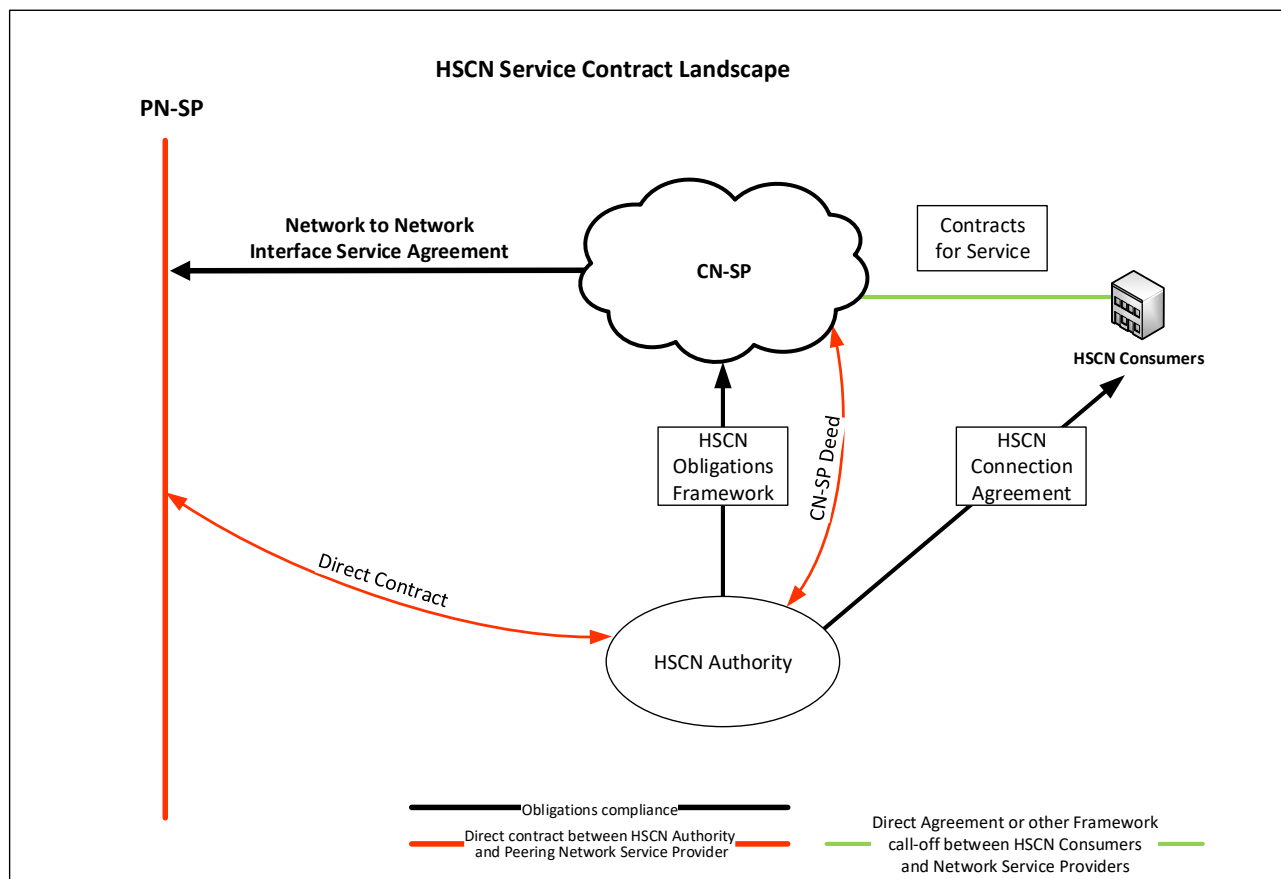 HSCN Service Contract Landscape
PN-SP
Network to Network
Interface Service Agreement
CN-SP
Contracts
for Service
HSCN Consumers
HSCN
Obligations
Framework
CN-SP Deed
HSCN
Connection
Agreement
Direct Contract
HSCN Authority
Obligations compliance
Direct contract between HSCN Authority
and Peering Network Service Provider
Direct Agreement or other Framework
call-off between HSCN Consumers
and Network Service Providers